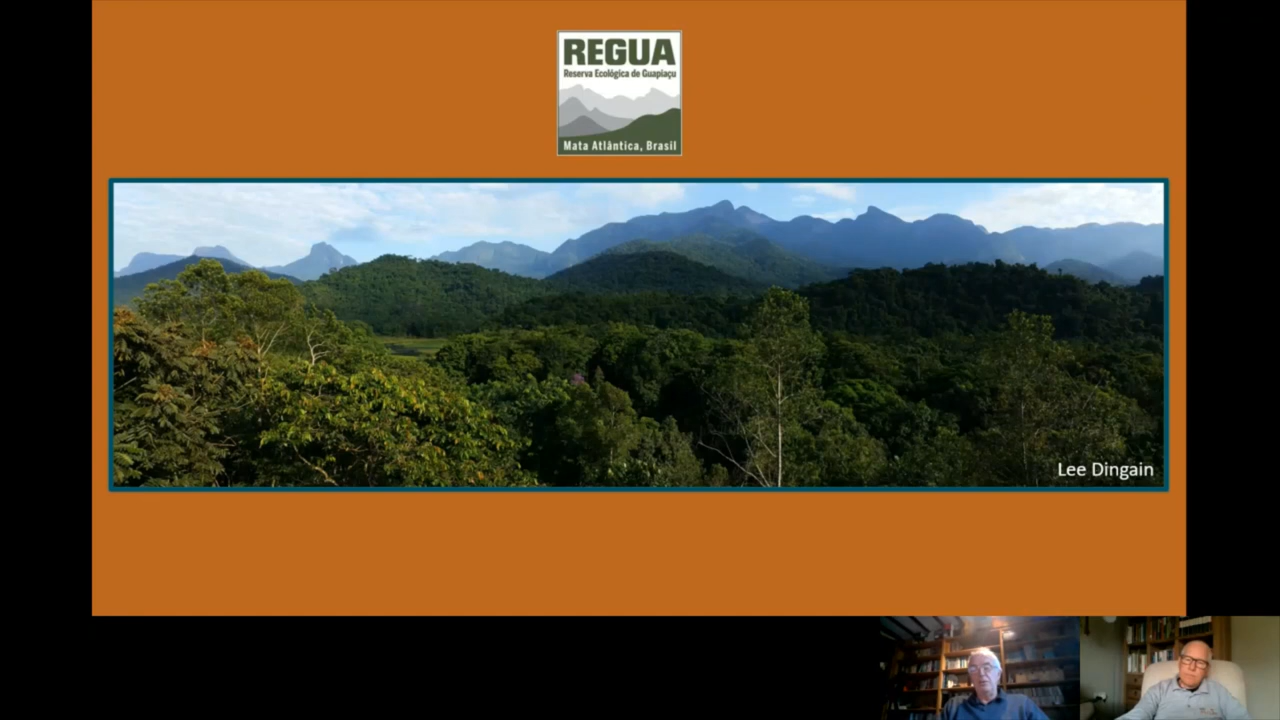 REGUA
Reserva Ecológica de Guapiaçu
Mata Atlântica, Brasil
Lee Dingain